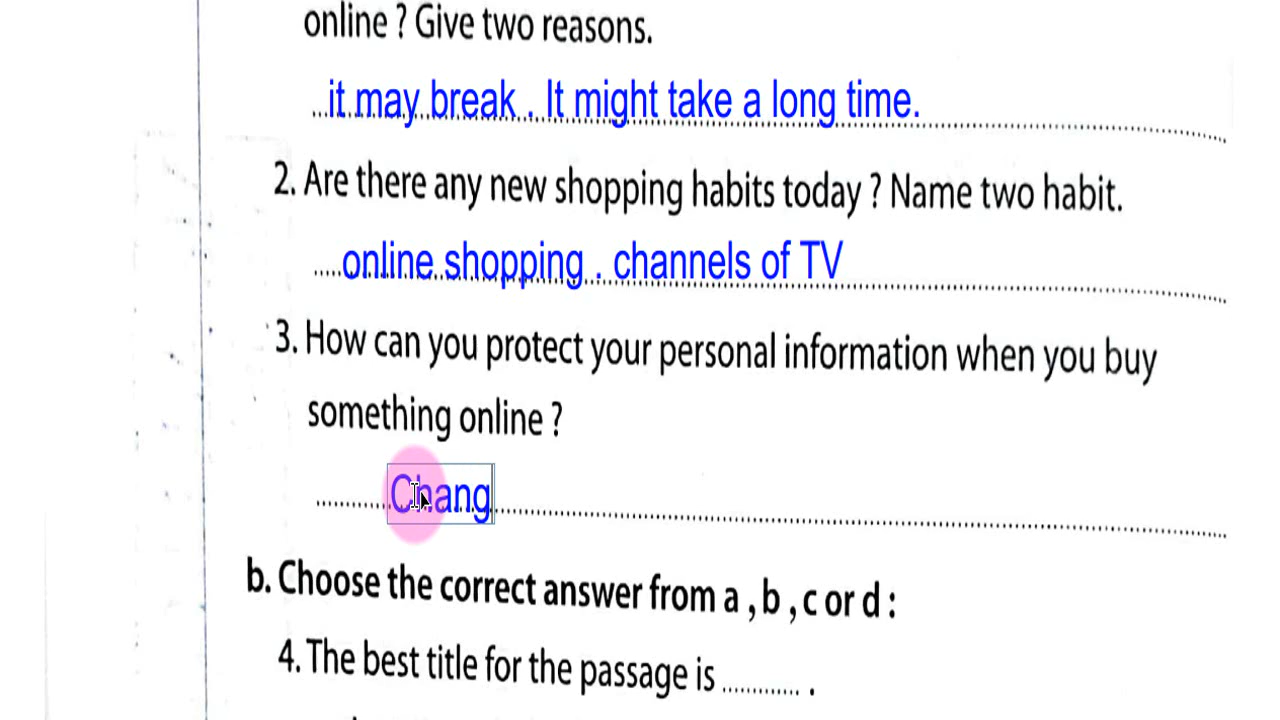 online ? Give two reasons.
it may break . It might take a long time.
2. Are there any new shopping habits today ? Name two habit.
online shopping . channels of TV
3. How can you protect your personal information when you buy
something online ?
Chang
b. Choose the correct answer from a , b , c or d :
4. The best title for the passage is ............. .